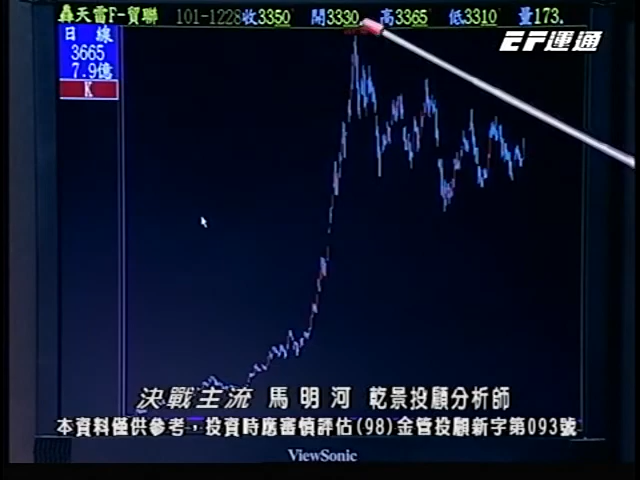 轟天雷F-貿聯 101-1228收3350 開3330 高3365 低3310 量173.
EF運通
日 線
3665
7.9億
K
決戰主流 馬明河 乾景投顧分析師
本資料僅供參考，投資時應審慎評估(98)金管投顧新字第093號
ViewSonic